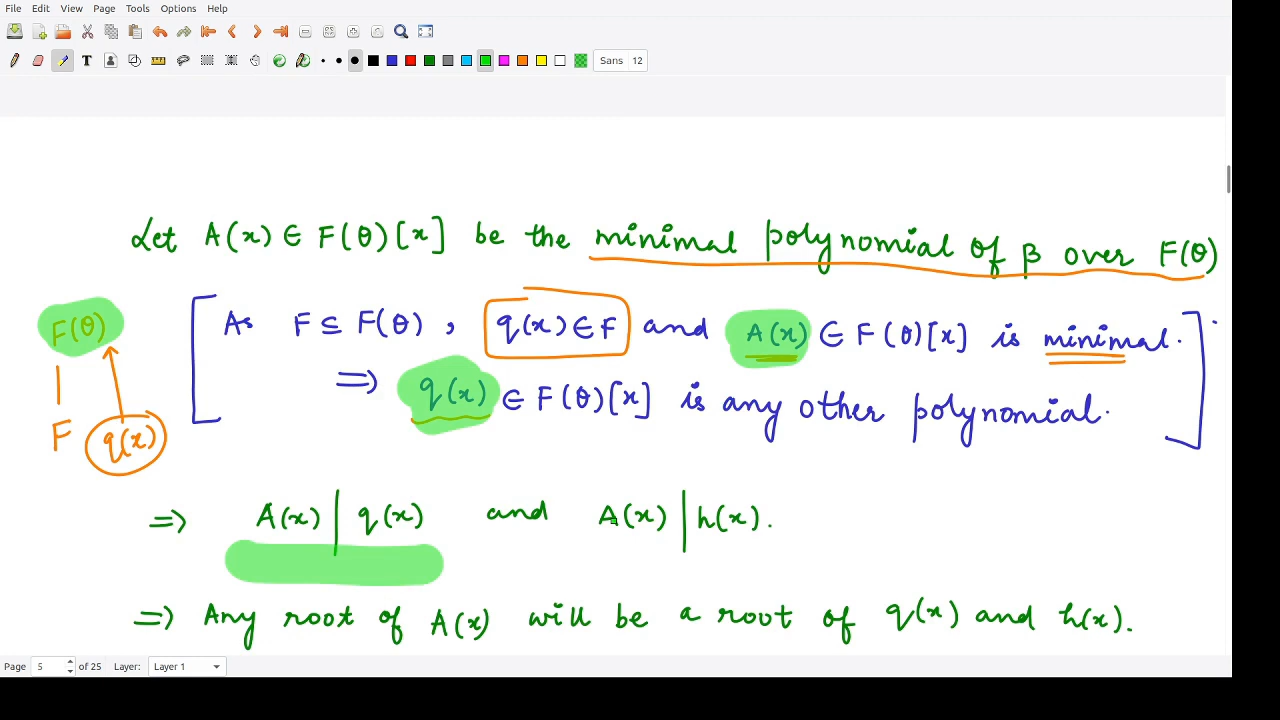 File Edit View Page Tools Options Help
Sans 12
Let A(x) ∈ F(θ)[x] be the minimal polynomial of β over F(θ)
[ As F ⊆ F(θ), q(x) ∈ F and A(x) ∈ F(θ)[x] is minimal.
⇒ q(x) ∈ F(θ)[x] is any other polynomial. ]
F(θ)
|
F q(x)
⇒ A(x) | q(x) and A(x) | h(x).
⇒ Any root of A(x) will be a root of q(x) and h(x).
Page 5 of 25 Layer: Layer 1